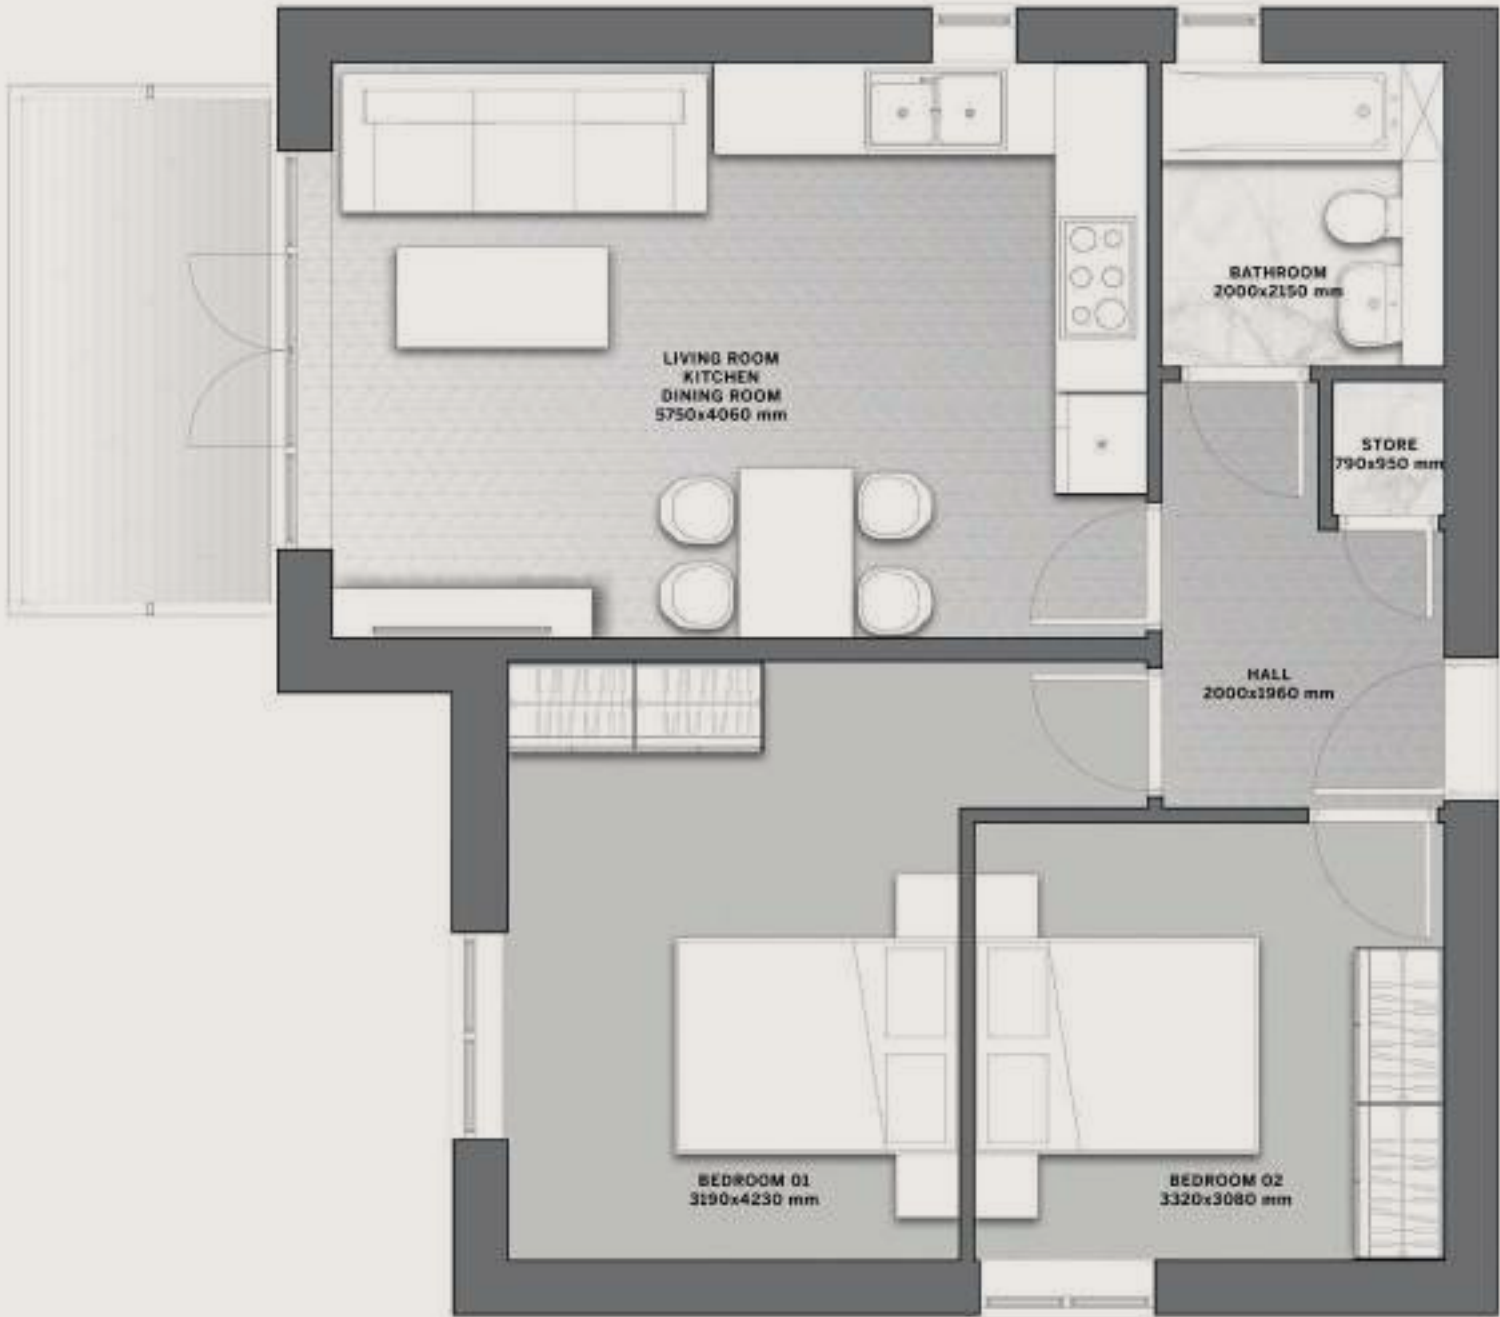 LIVING ROOM
KITCHEN
DINING ROOM
5750x4060 mm
BATHROOM
2000x2150 mm
STORE
790x950 mm
HALL
2000x1960 mm
BEDROOM 01
3190x4230 mm
BEDROOM 02
3320x3080 mm